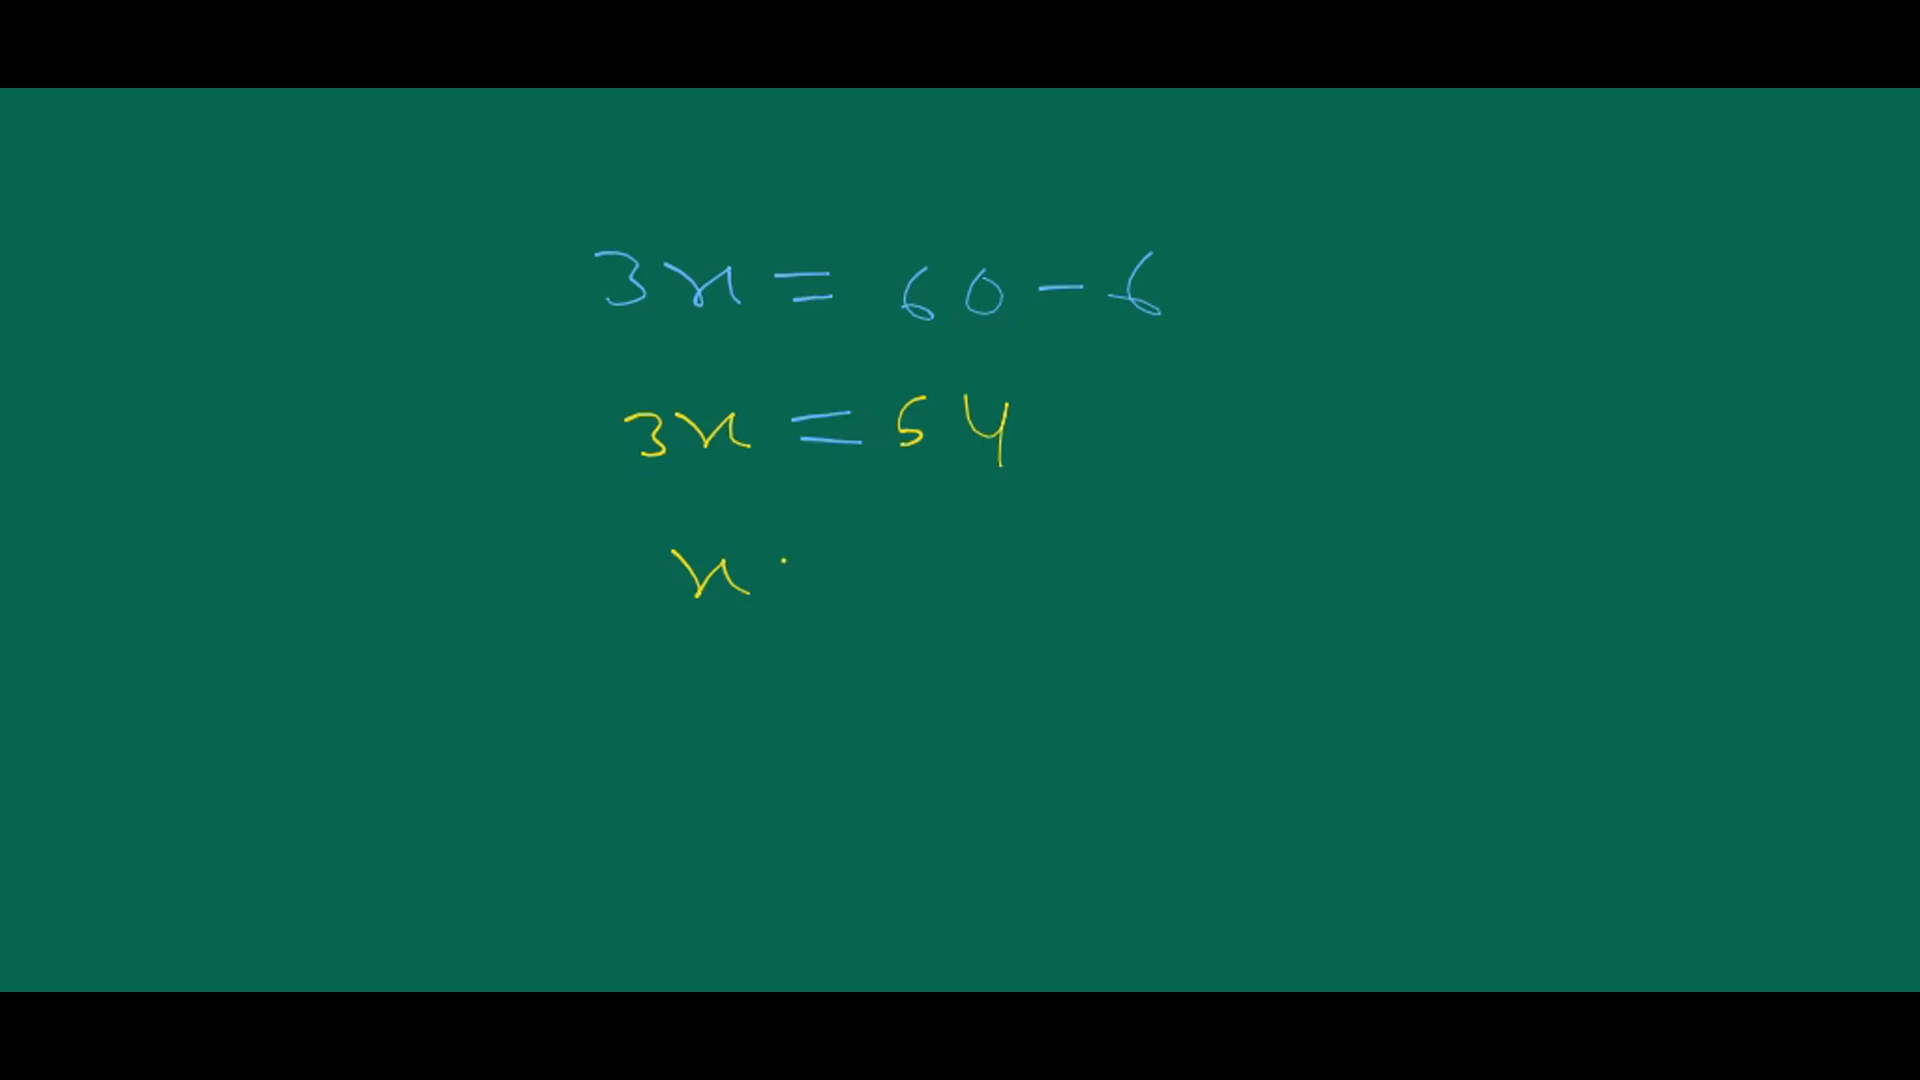 3x = 60 - 6
3x = 54
x